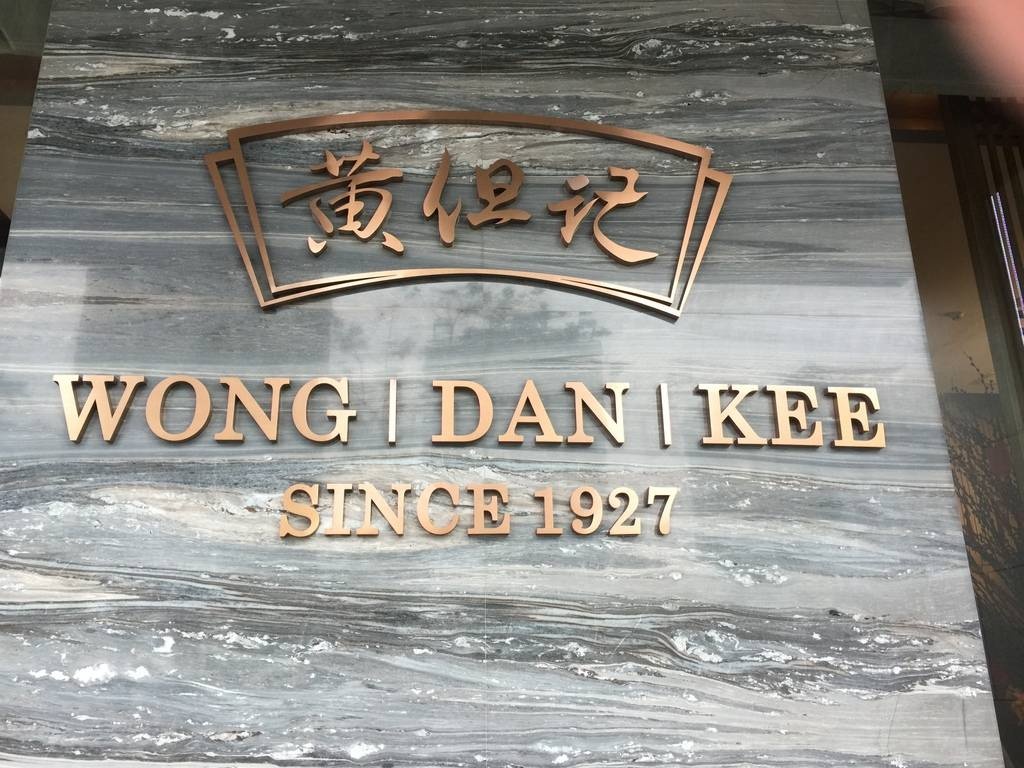 黄但记
WONG | DAN | KEE
SINCE 1927